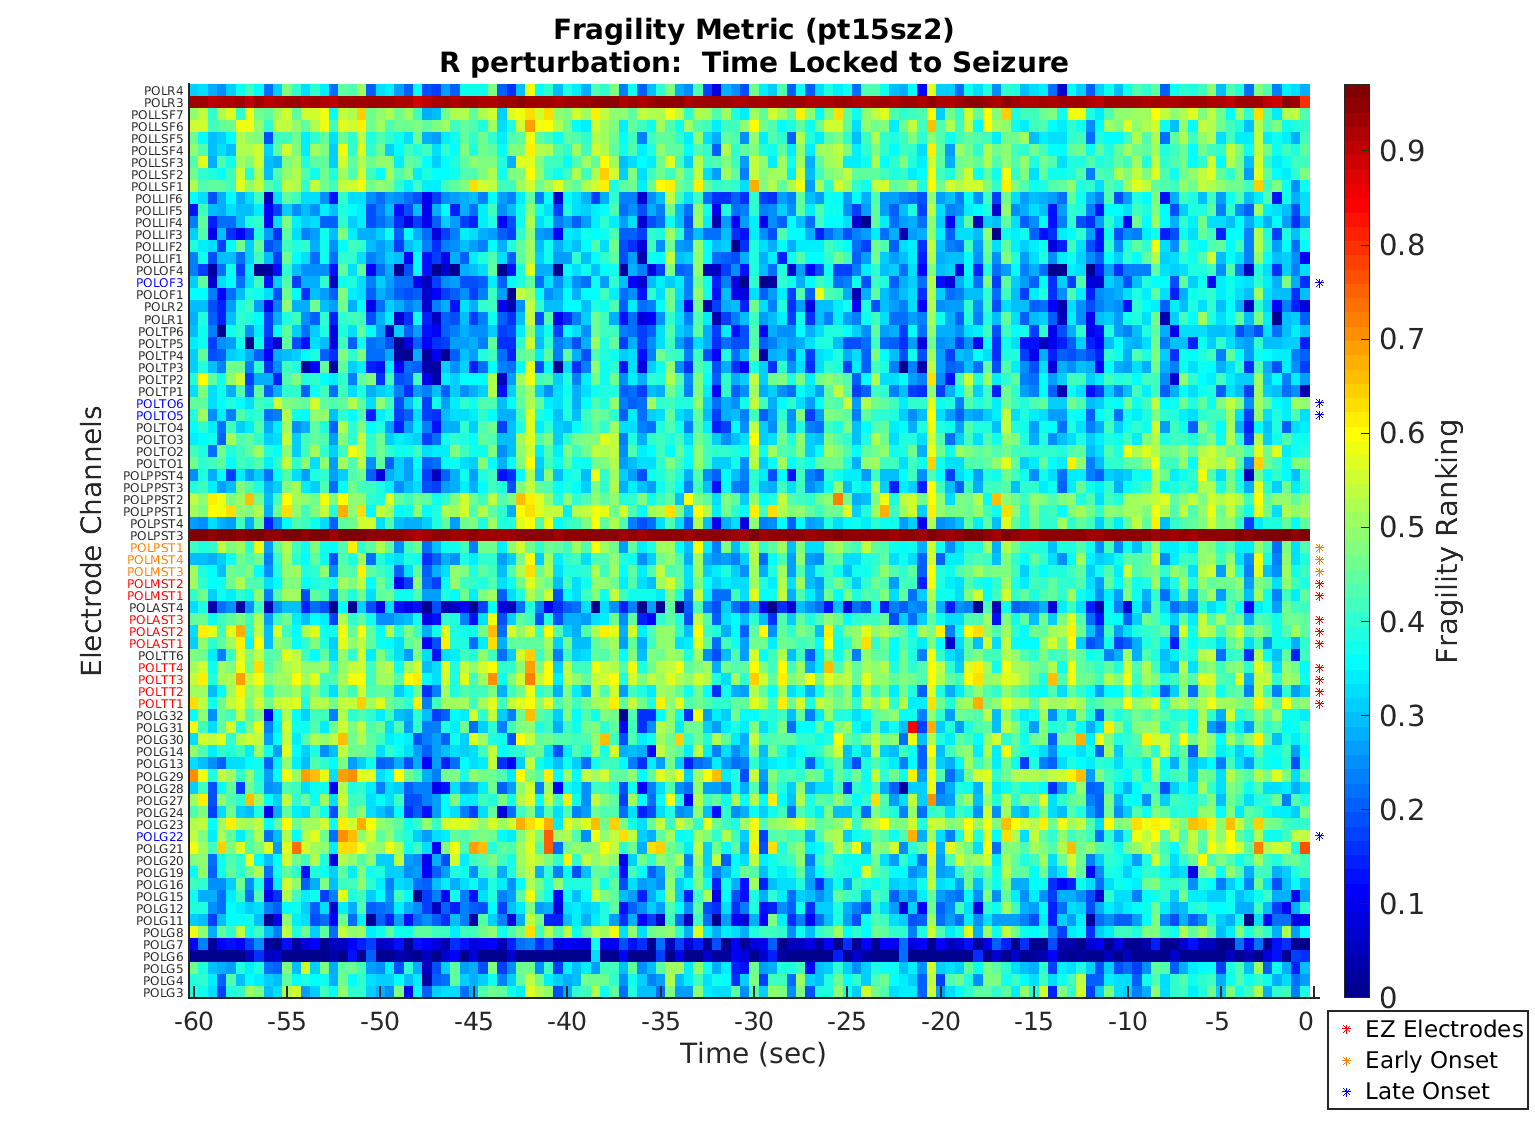 Fragility Metric (pt15sz2)
R perturbation:  Time Locked to Seizure
Electrode Channels
POLR4
POLR3
POLLSF7
POLLSF6
POLLSF5
POLLSF4
POLLSF3
POLLSF2
POLLSF1
POLLIF6
POLLIF5
POLLIF4
POLLIF3
POLLIF2
POLLIF1
POLOF4
POLOF3
POLOF1
POLR2
POLR1
POLTP6
POLTP5
POLTP4
POLTP3
POLTP2
POLTP1
POLTO6
POLTO5
POLTO4
POLTO3
POLTO2
POLTO1
POLPPST4
POLPPST3
POLPPST2
POLPPST1
POLPST4
POLPST3
POLPST1
POLMST4
POLMST3
POLMST2
POLMST1
POLAST4
POLAST3
POLAST2
POLAST1
POLTT6
POLTT4
POLTT3
POLTT2
POLTT1
POLG32
POLG31
POLG30
POLG14
POLG13
POLG29
POLG28
POLG27
POLG24
POLG23
POLG22
POLG21
POLG20
POLG19
POLG16
POLG15
POLG12
POLG11
POLG8
POLG7
POLG6
POLG5
POLG4
POLG3
-60 -55 -50 -45 -40 -35 -30 -25 -20 -15 -10 -5 0
Time (sec)
0.9
0.8
0.7
0.6
0.5
0.4
0.3
0.2
0.1
0
Fragility Ranking
EZ Electrodes
Early Onset
Late Onset